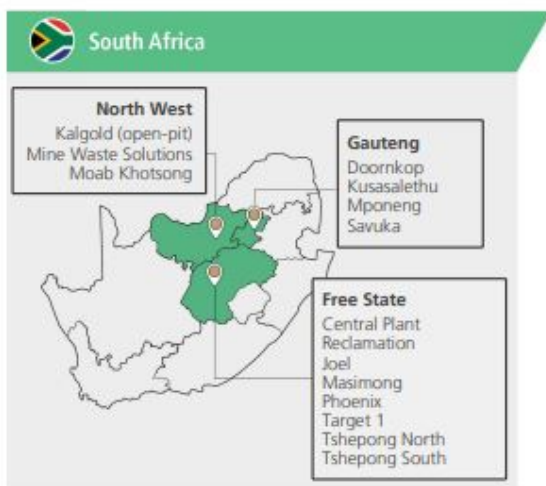 South Africa
North West
Kalgold (open-pit)
Mine Waste Solutions
Moab Khotsong
Gauteng
Doornkop
Kusasalethu
Mponeng
Savuka
Free State
Central Plant
Reclamation
Joel
Masimong
Phoenix
Target 1
Tshepong North
Tshepong South